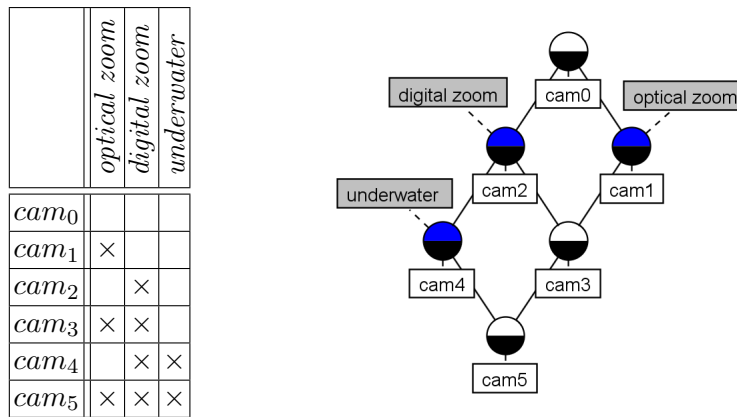 optical zoom
digital zoom
underwater
cam0
cam1 ×
cam2 ×
cam3 × ×
cam4 × ×
cam5 × × ×
cam0
digital zoom
optical zoom
cam2
cam1
underwater
cam4
cam3
cam5